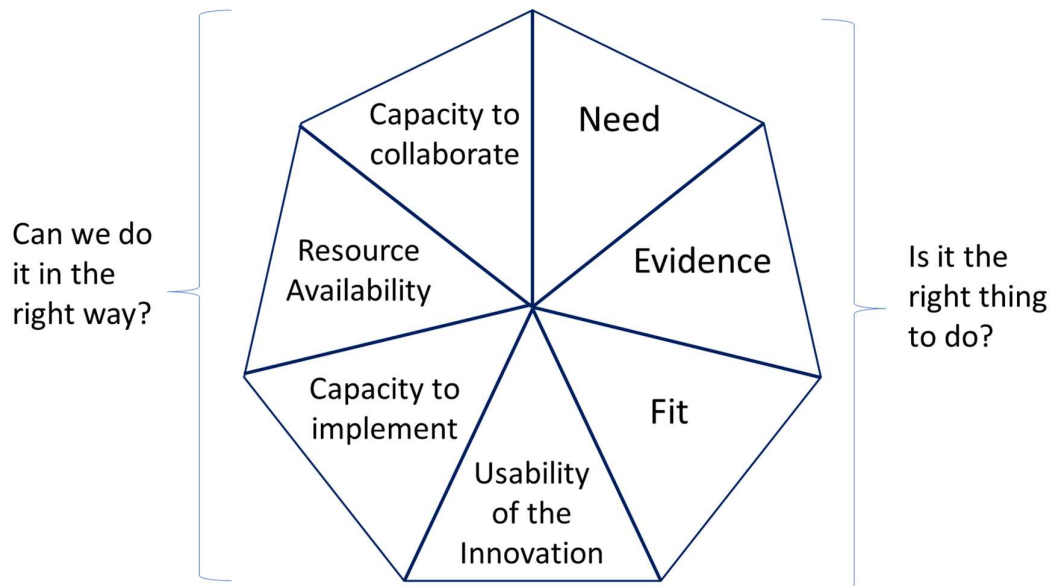 Capacity to
collaborate
Need
Resource
Availability
Evidence
Can we do
it in the
right way?
Is it the
right thing
to do?
Capacity to
implement
Fit
Usability
of the
Innovation